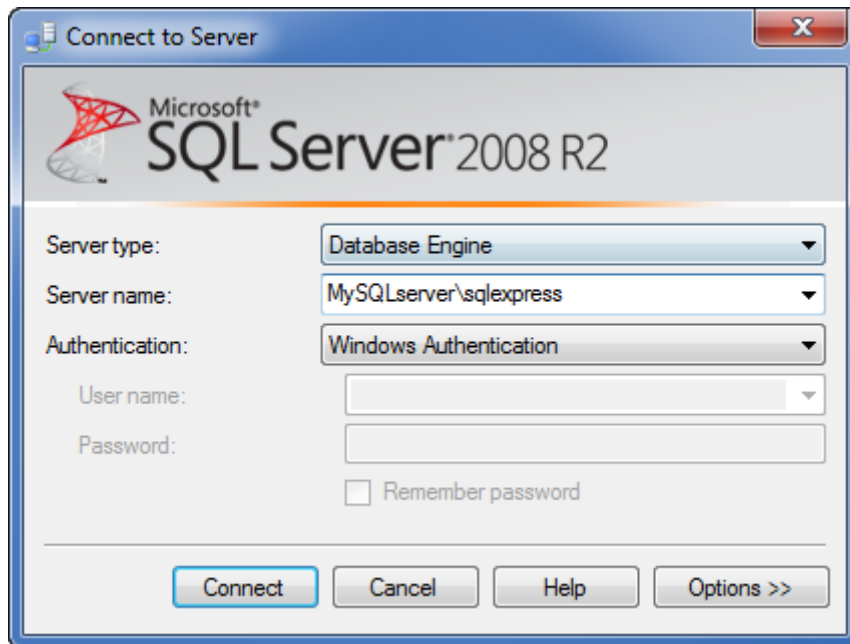 Connect to Server
Microsoft®
SQL Server® 2008 R2
Server type: Database Engine
Server name: MySQLserver\sqlexpress
Authentication: Windows Authentication
User name:
Password:
Remember password
Connect Cancel Help Options >>